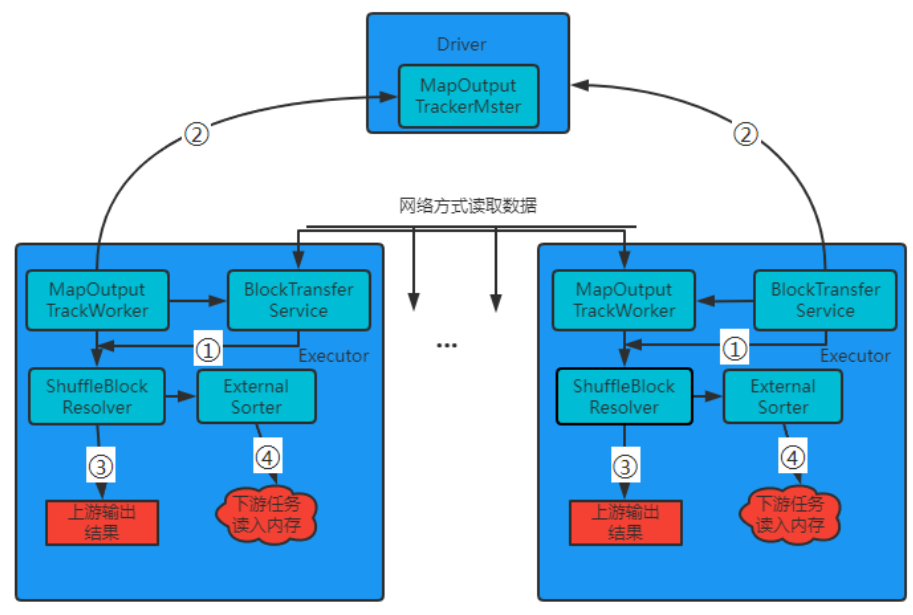 Driver
MapOutput
TrackerMster
②
②
网络方式读取数据
MapOutput
TrackWorker
BlockTransfer
Service
①
Executor
ShuffleBlock
Resolver
External
Sorter
③
④
上游输出
结果
下游任务
读入内存
...
MapOutput
TrackWorker
BlockTransfer
Service
①
Executor
ShuffleBlock
Resolver
External
Sorter
③
④
上游输出
结果
下游任务
读入内存